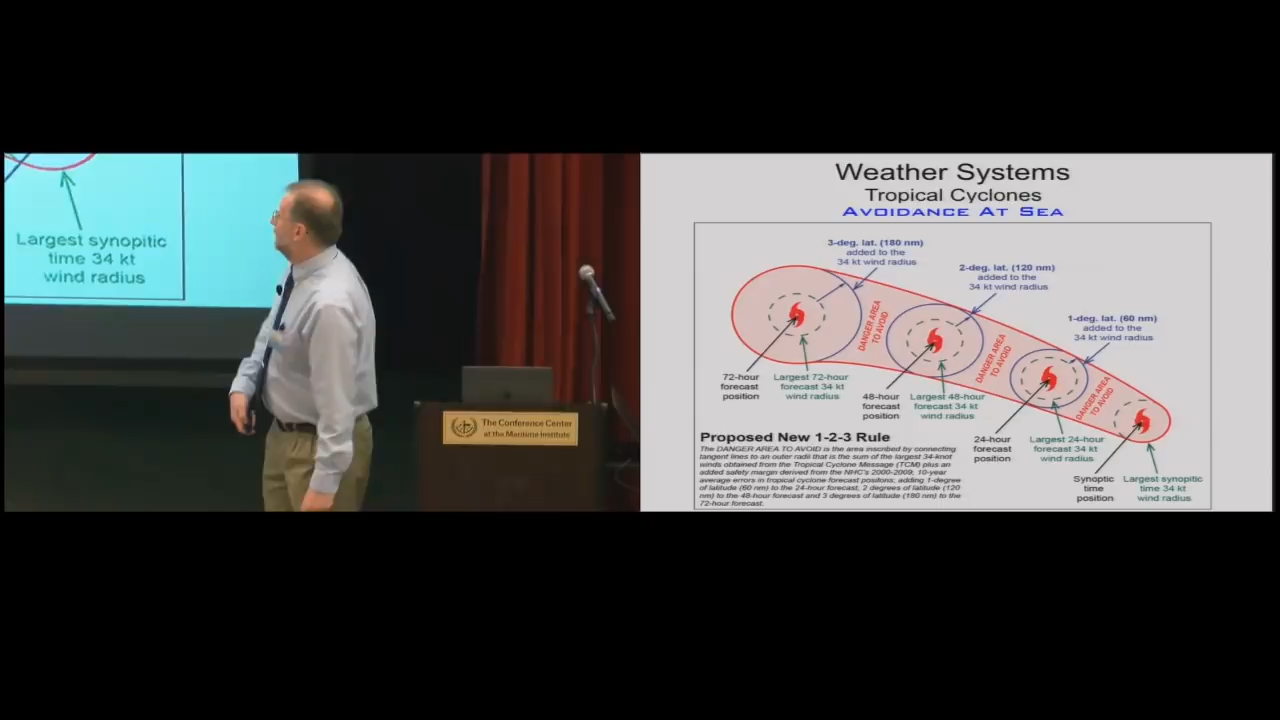 Largest synopitic
time 34 kt
wind radius
The Conference Center
at the Maritime Institute
Weather Systems
Tropical Cyclones
AVOIDANCE AT SEA
3-deg. lat. (180 nm)
added to the
34 kt wind radius
2-deg. lat. (120 nm)
added to the
34 kt wind radius
1-deg. lat. (60 nm)
added to the
34 kt wind radius
DANGER AREA
TO AVOID
DANGER AREA
TO AVOID
DANGER AREA
TO AVOID
72-hour
forecast
position
Largest 72-hour
forecast 34 kt
wind radius
48-hour
forecast
position
Largest 48-hour
forecast 34 kt
wind radius
24-hour
forecast
position
Largest 24-hour
forecast 34 kt
wind radius
Synoptic
time
position
Largest synopitic
time 34 kt
wind radius
Proposed New 1-2-3 Rule
The DANGER AREA TO AVOID is the area inscribed by connecting
tangent lines to an outer radii that is the sum of the largest 34-knot
winds obtained from the Tropical Cyclone Message (TCM) plus an
added safety margin derived from the NHC's 2000-2009, 10-year
average errors in tropical cyclone forecast positons: adding 1-degree
of latitude (60 nm) to the 24-hour forecast, 2 degrees of latitude (120
nm) to the 48-hour forecast and 3 degrees of latitude (180 nm) to the
72-hour forecast.